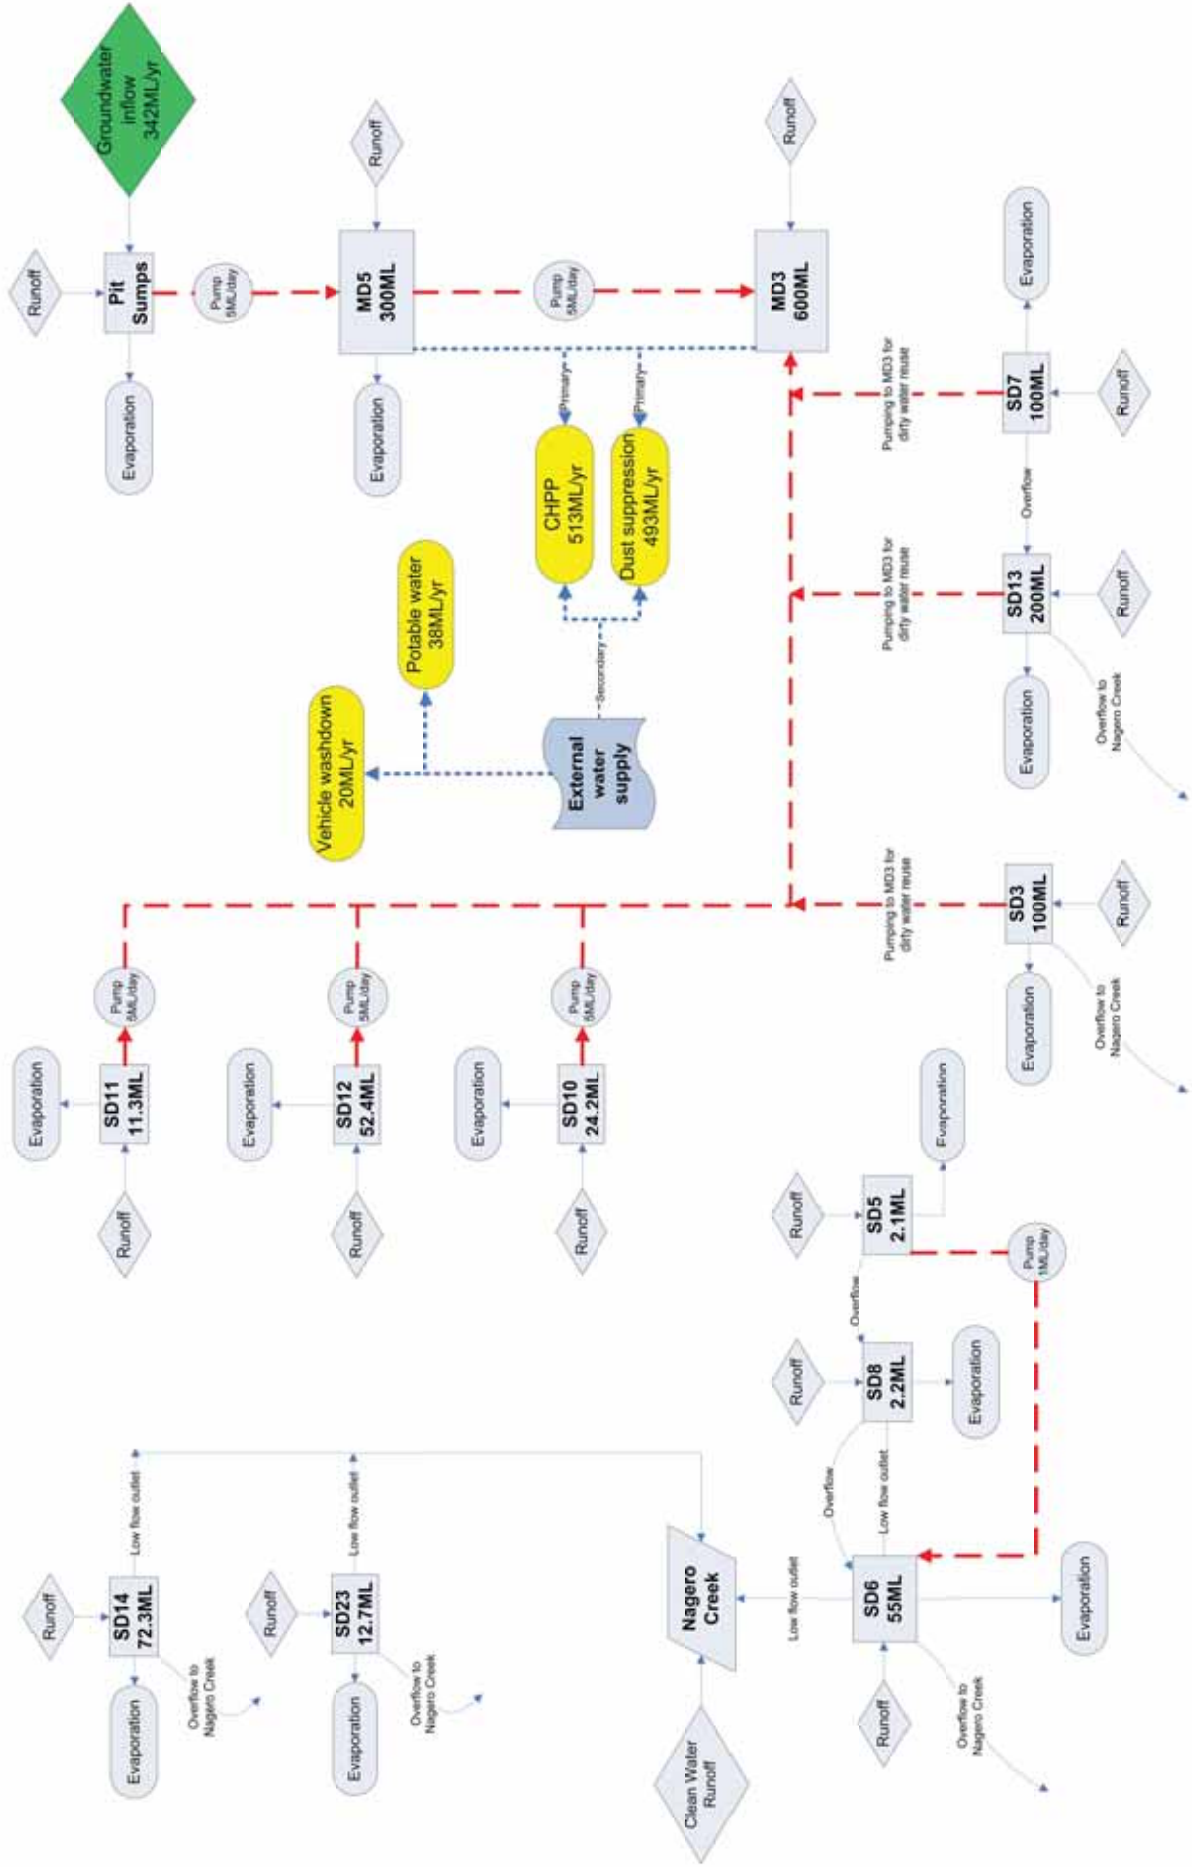 Runoff
SD14
72.3ML
Evaporation
Low flow outlet
Overflow to
Nagero Creek
Runoff
SD23
12.7ML
Evaporation
Low flow outlet
Overflow to
Nagero Creek
Evaporation
Runoff
SD11
11.3ML
Pump
5ML/day
Evaporation
Runoff
SD12
52.4ML
Pump
5ML/day
Evaporation
Runoff
SD10
24.2ML
Pump
5ML/day
Runoff
Evaporation
Pit
Sumps
Groundwater
inflow
342ML/yr
Pump
5ML/day
Evaporation
MD5
300ML
Runoff
Pump
5ML/day
MD3
600ML
Runoff
Vehicle washdown
20ML/yr
Potable water
38ML/yr
External
water
supply
Secondary
CHPP
513ML/yr
Primary
Dust suppression
493ML/yr
Primary
Clean Water
Runoff
Nagero
Creek
Low flow outlet
Runoff
SD6
55ML
Overflow to
Nagero Creek
Evaporation
Overflow
Low flow outlet
Runoff
SD8
2.2ML
Evaporation
Overflow
Runoff
SD5
2.1ML
Evaporation
Pump
1ML/day
Pumping to MD3 for
dirty water reuse
Evaporation
SD3
100ML
Runoff
Overflow to
Nagero Creek
Pumping to MD3 for
dirty water reuse
Evaporation
SD13
200ML
Runoff
Overflow to
Nagero Creek
Overflow
Pumping to MD3 for
dirty water reuse
SD7
100ML
Evaporation
Runoff